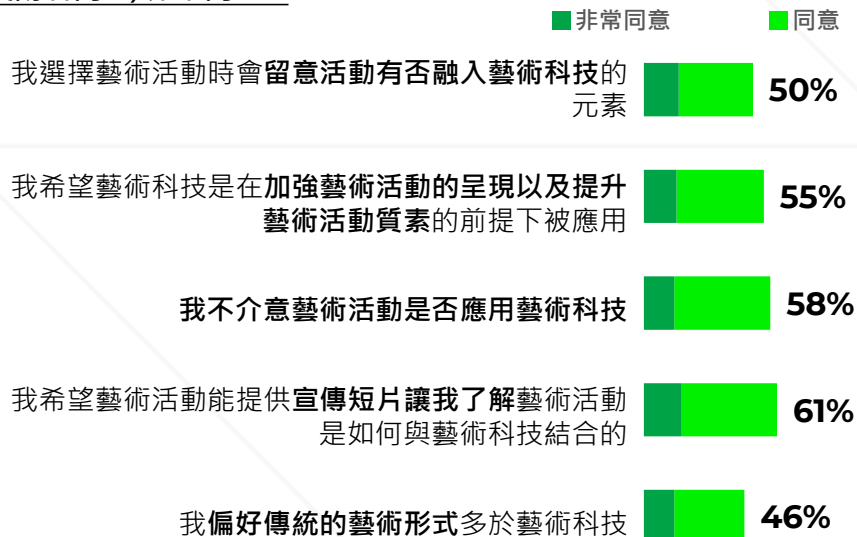 非常同意 同意
我選擇藝術活動時會留意活動有否融入藝術科技的
元素
50%
我希望藝術科技是在加強藝術活動的呈現以及提升
藝術活動質素的前提下被應用
55%
我不介意藝術活動是否應用藝術科技
58%
我希望藝術活動能提供宣傳短片讓我了解藝術活動
是如何與藝術科技結合的
61%
我偏好傳統的藝術形式多於藝術科技
46%